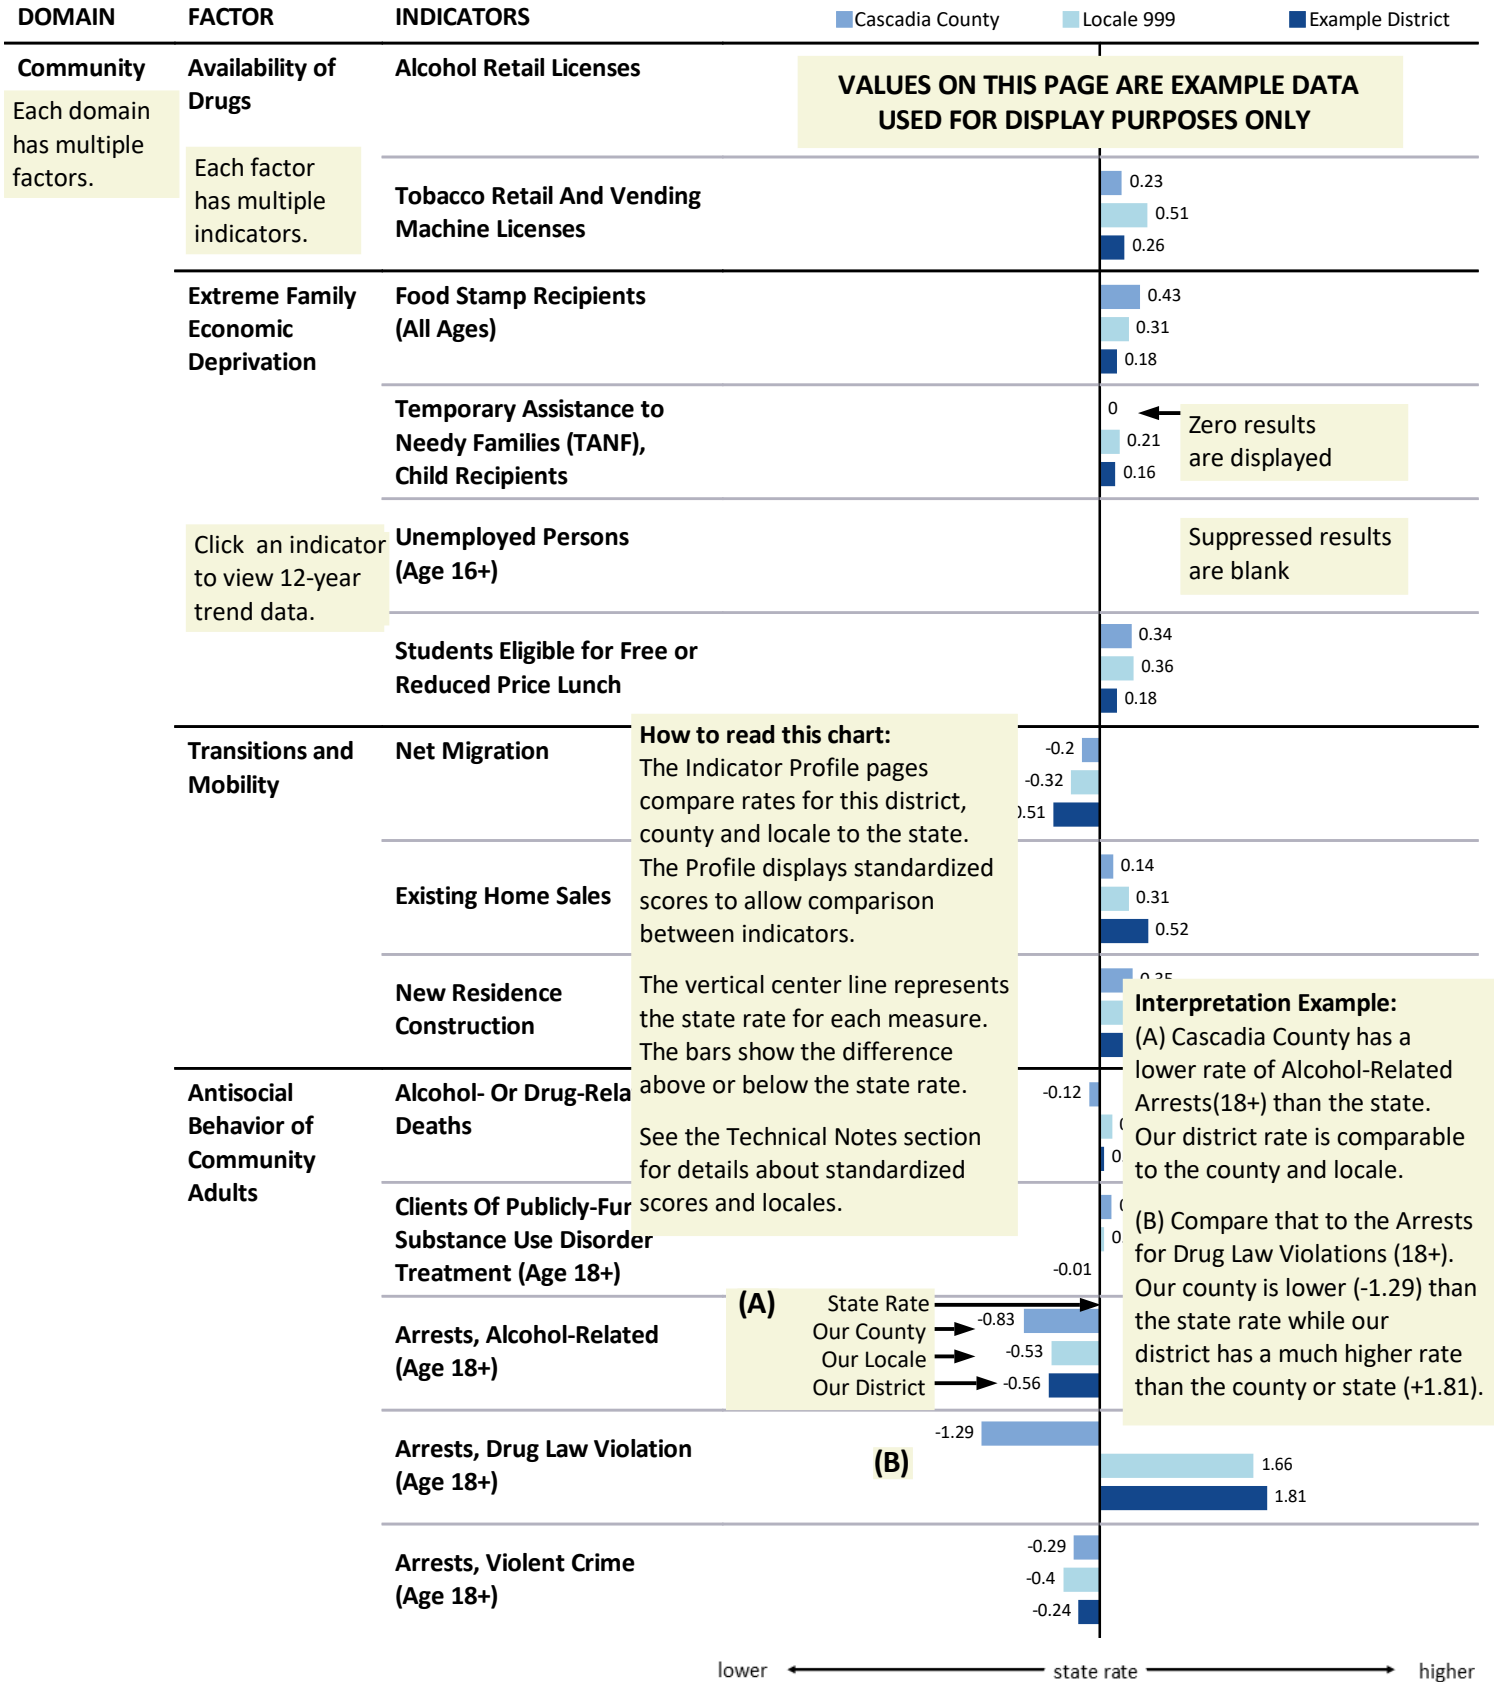 DOMAIN FACTOR INDICATORS Cascadia County Locale 999 Example District
Community
Each domain
has multiple
factors.
Availability of
Drugs
Each factor
has multiple
indicators.
Alcohol Retail Licenses
VALUES ON THIS PAGE ARE EXAMPLE DATA
USED FOR DISPLAY PURPOSES ONLY
Tobacco Retail And Vending
Machine Licenses
0.23
0.51
0.26
Extreme Family
Economic
Deprivation
Food Stamp Recipients
(All Ages)
0.43
0.31
0.18
Temporary Assistance to
Needy Families (TANF),
Child Recipients
0
0.21
0.16
Zero results
are displayed
Click an indicator
to view 12-year
trend data.
Unemployed Persons
(Age 16+)
Suppressed results
are blank
Students Eligible for Free or
Reduced Price Lunch
0.34
0.36
0.18
Transitions and
Mobility
Net Migration
-0.2
-0.32
.51
How to read this chart:
The Indicator Profile pages
compare rates for this district,
county and locale to the state.
The Profile displays standardized
scores to allow comparison
between indicators.
The vertical center line represents
the state rate for each measure.
The bars show the difference
above or below the state rate.
See the Technical Notes section
for details about standardized
scores and locales.
Existing Home Sales
0.14
0.31
0.52
New Residence
Construction
Interpretation Example:
(A) Cascadia County has a
lower rate of Alcohol-Related
Arrests(18+) than the state.
Our district rate is comparable
to the county and locale.
(B) Compare that to the Arrests
for Drug Law Violations (18+).
Our county is lower (-1.29) than
the state rate while our
district has a much higher rate
than the county or state (+1.81).
Antisocial
Behavior of
Community
Adults
Alcohol- Or Drug-Rela
Deaths
-0.12
Clients Of Publicly-Fur
Substance Use Disorder
Treatment (Age 18+)
-0.01
Arrests, Alcohol-Related
(Age 18+)
(A) State Rate
Our County -0.83
Our Locale -0.53
Our District -0.56
Arrests, Drug Law Violation
(Age 18+)
-1.29
(B)
1.66
1.81
Arrests, Violent Crime
(Age 18+)
-0.29
-0.4
-0.24
lower state rate higher